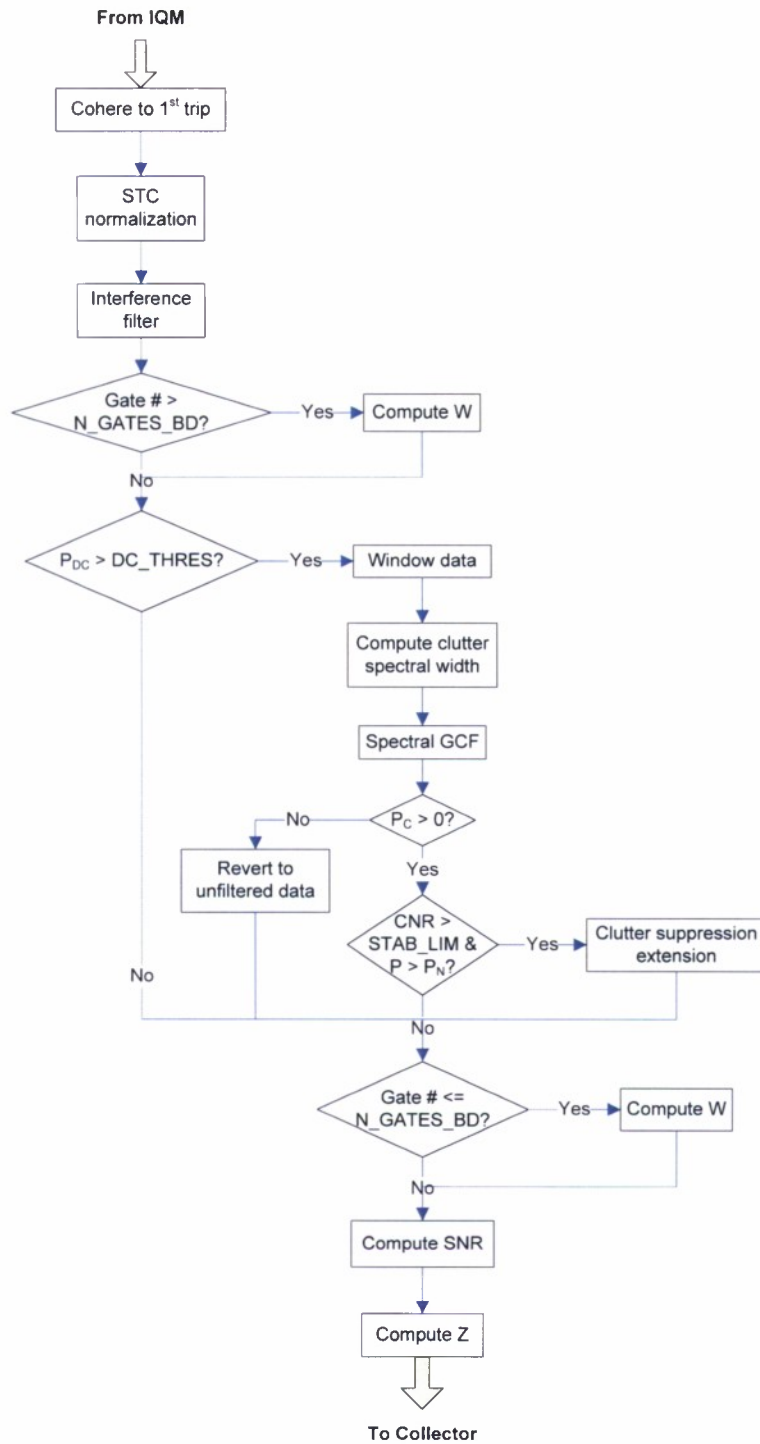 From IQM
Cohere to 1st trip
STC
normalization
Interference
filter
Gate # >
N_GATES_BD?
Yes
Compute W
No
PDC > DC_THRES?
Yes
Window data
Compute clutter
spectral width
Spectral GCF
PC > 0?
No
Revert to
unfiltered data
Yes
CNR >
STAB_LIM &
P > PN?
Yes
Clutter suppression
extension
No
No
Gate # <=
N_GATES_BD?
Yes
Compute W
No
Compute SNR
Compute Z
To Collector